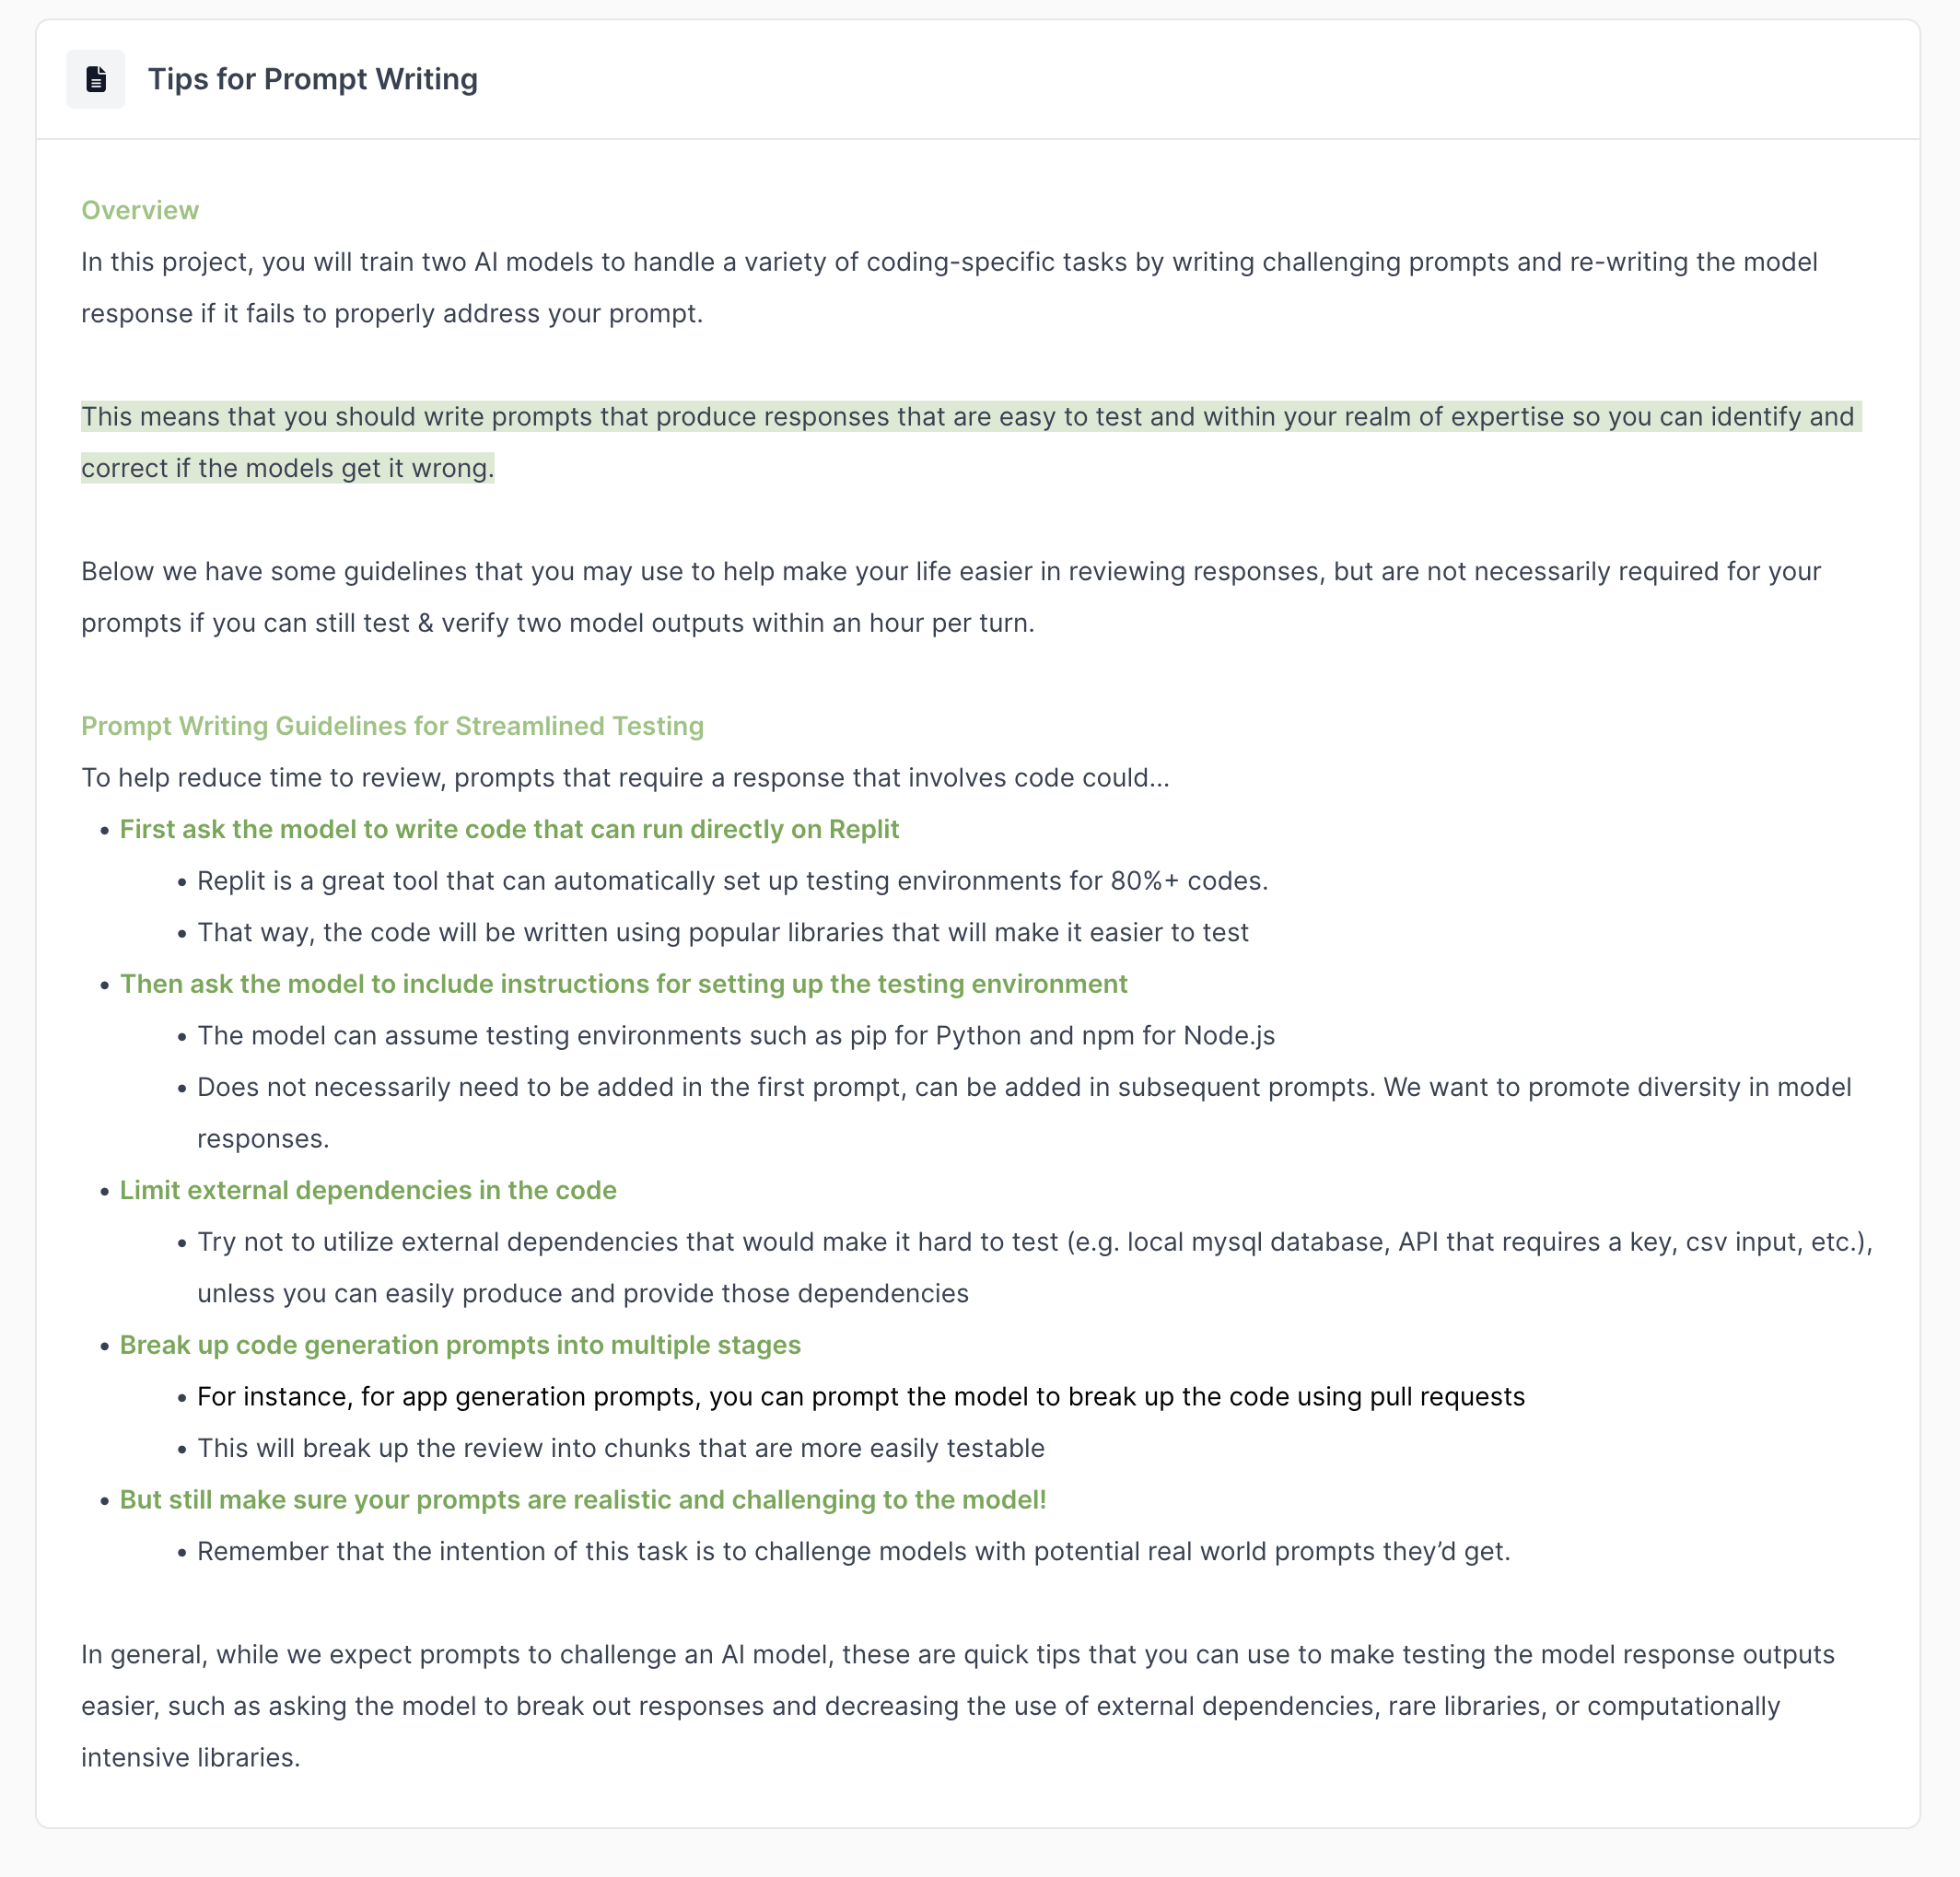 Tips for Prompt Writing
Overview
In this project, you will train two AI models to handle a variety of coding-specific tasks by writing challenging prompts and re-writing the model
response if it fails to properly address your prompt.
This means that you should write prompts that produce responses that are easy to test and within your realm of expertise so you can identify and
correct if the models get it wrong.
Below we have some guidelines that you may use to help make your life easier in reviewing responses, but are not necessarily required for your
prompts if you can still test & verify two model outputs within an hour per turn.
Prompt Writing Guidelines for Streamlined Testing
To help reduce time to review, prompts that require a response that involves code could...
• First ask the model to write code that can run directly on Replit
• Replit is a great tool that can automatically set up testing environments for 80%+ codes.
• That way, the code will be written using popular libraries that will make it easier to test
• Then ask the model to include instructions for setting up the testing environment
• The model can assume testing environments such as pip for Python and npm for Node.js
• Does not necessarily need to be added in the first prompt, can be added in subsequent prompts. We want to promote diversity in model
responses.
• Limit external dependencies in the code
• Try not to utilize external dependencies that would make it hard to test (e.g. local mysql database, API that requires a key, csv input, etc.),
unless you can easily produce and provide those dependencies
• Break up code generation prompts into multiple stages
• For instance, for app generation prompts, you can prompt the model to break up the code using pull requests
• This will break up the review into chunks that are more easily testable
• But still make sure your prompts are realistic and challenging to the model!
• Remember that the intention of this task is to challenge models with potential real world prompts they’d get.
In general, while we expect prompts to challenge an AI model, these are quick tips that you can use to make testing the model response outputs
easier, such as asking the model to break out responses and decreasing the use of external dependencies, rare libraries, or computationally
intensive libraries.